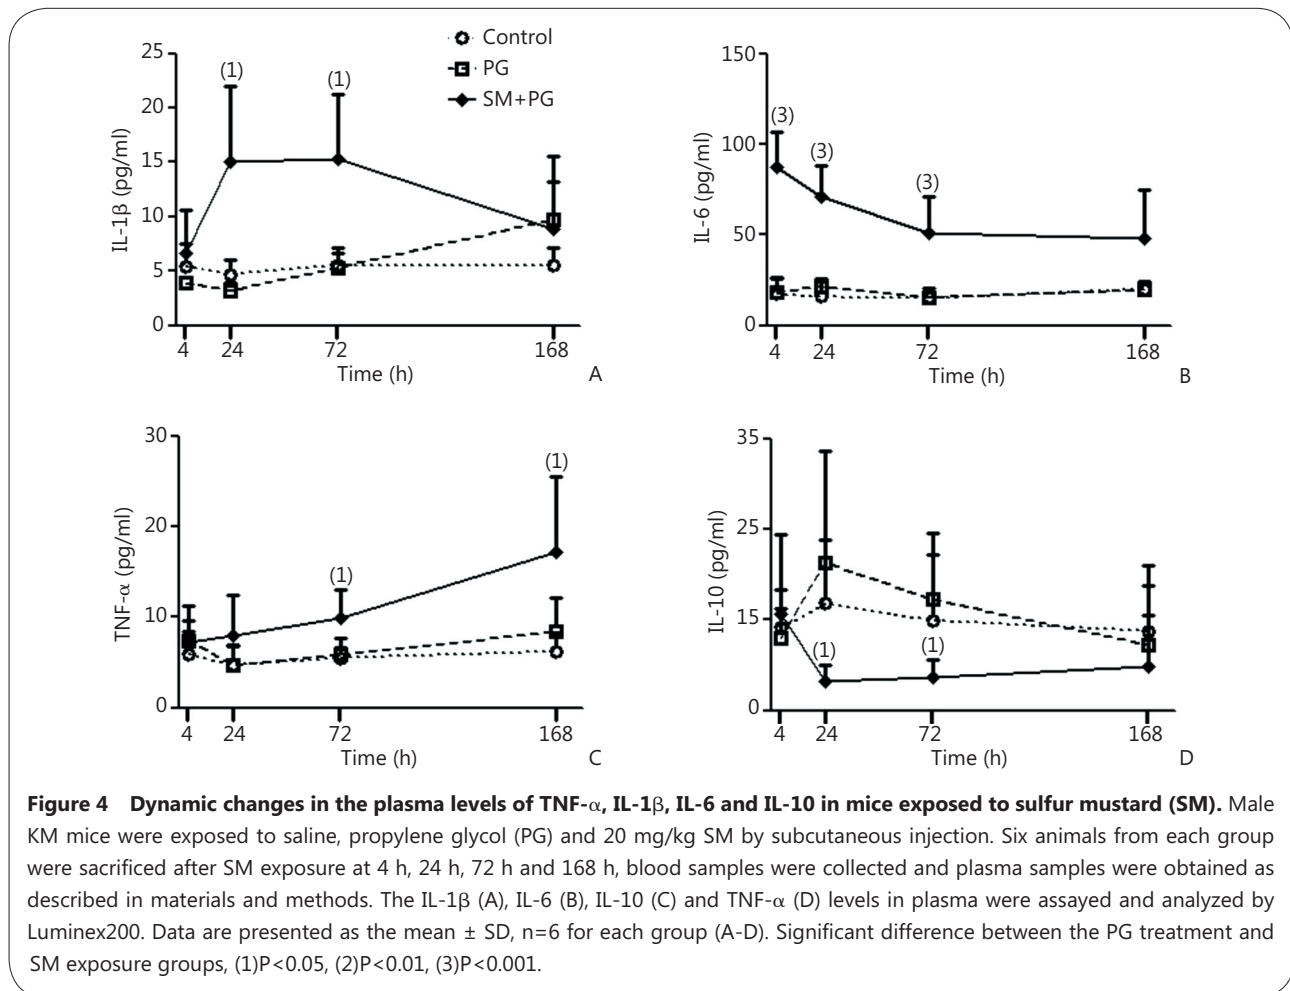 Control
PG
SM+PG
25
20
15
10
5
0
IL-1β (pg/ml)
(1)
(1)
4
24
72
168
Time (h)
A
150
100
50
0
IL-6 (pg/ml)
(3)
(3)
(3)
4
24
72
168
Time (h)
B
30
20
10
0
TNF-α (pg/ml)
(1)
(1)
4
24
72
168
Time (h)
C
35
25
15
0
IL-10 (pg/ml)
(1)
(1)
4
24
72
168
Time (h)
D
Figure 4 Dynamic changes in the plasma levels of TNF-α, IL-1β, IL-6 and IL-10 in mice exposed to sulfur mustard (SM). Male
KM mice were exposed to saline, propylene glycol (PG) and 20 mg/kg SM by subcutaneous injection. Six animals from each group
were sacrificed after SM exposure at 4 h, 24 h, 72 h and 168 h, blood samples were collected and plasma samples were obtained as
described in materials and methods. The IL-1β (A), IL-6 (B), IL-10 (C) and TNF-α (D) levels in plasma were assayed and analyzed by
Luminex200. Data are presented as the mean ± SD, n=6 for each group (A-D). Significant difference between the PG treatment and
SM exposure groups, (1)P<0.05, (2)P<0.01, (3)P<0.001.